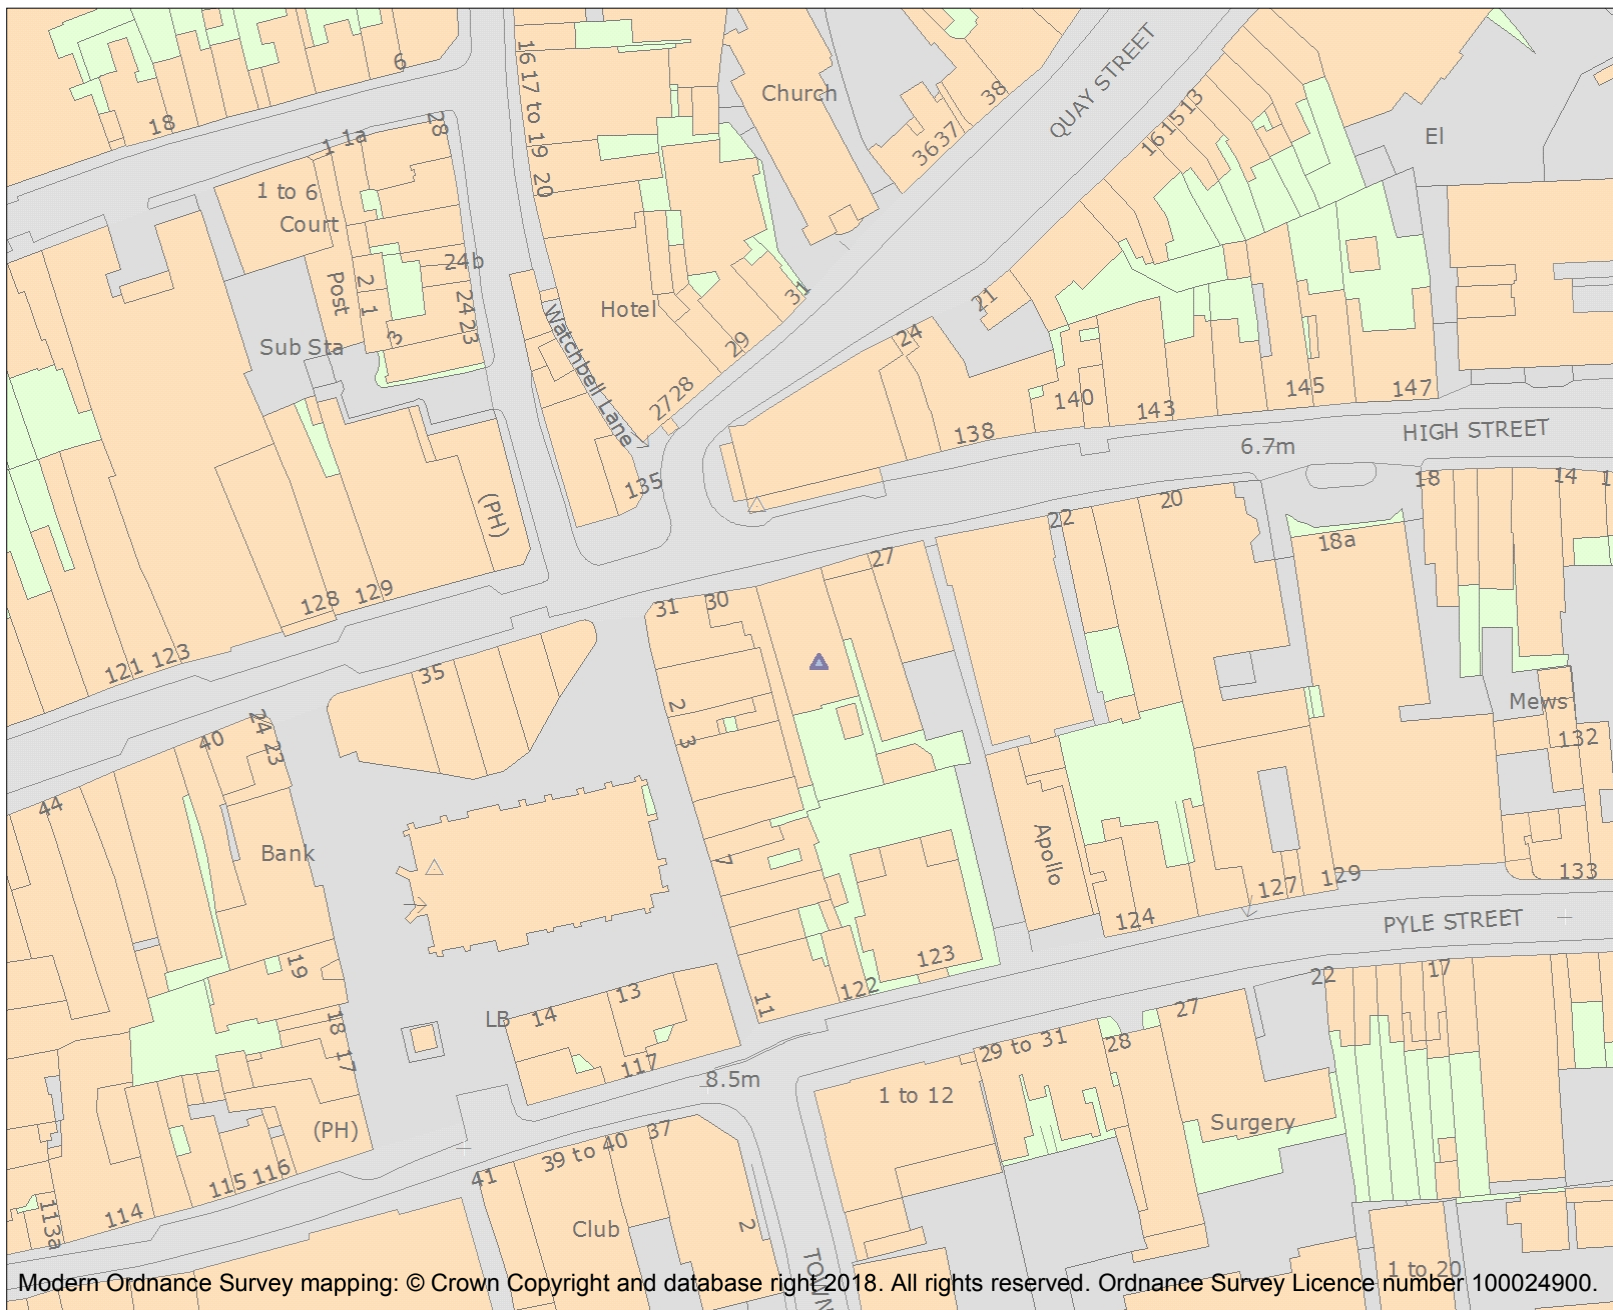 6
18
1 1a
28
1 to 6
Court
Post
2
1
3
24b
24
23
Sub Sta
(PH)
128
129
121
123
16
17 to 19
20
Church
38
37
36
QUAY STREET
13
15
16
El
Hotel
Watchbell Lane
31
29
28
27
135
21
24
138
140
143
145
147
HIGH STREET
6.7m
18
14
1
18a
20
22
27
30
31
35
2
3
7
11
24
23
40
44
Bank
19
18
17
(PH)
LB
14
13
117
8.5m
115
116
114
113a
Mews
132
133
Apollo
124
127
129
123
122
PYLE STREET
22
17
27
28
29 to 31
1 to 12
Surgery
41
39 to 40
37
Club
2
TOWN
1 to 20
Modern Ordnance Survey mapping: © Crown Copyright and database right 2018. All rights reserved. Ordnance Survey Licence number 100024900.